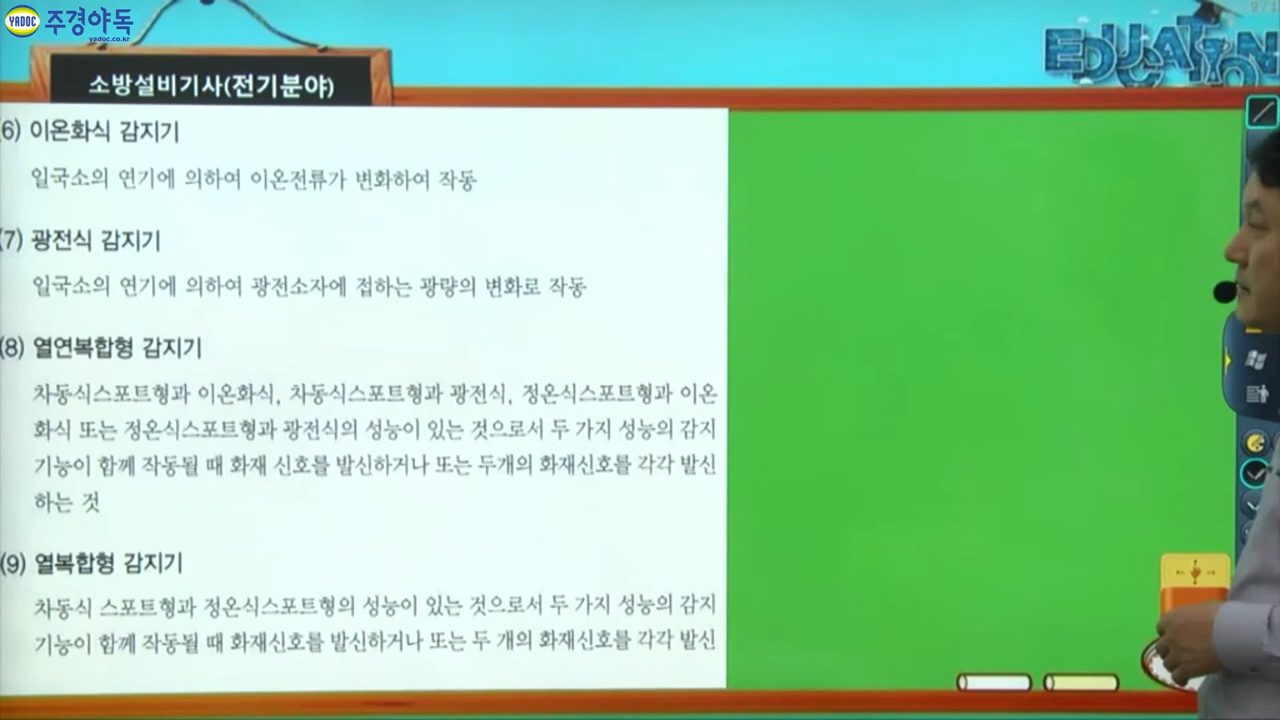 YADOC 주경야독
yadoc.co.kr
EDUCATION
소방설비기사(전기분야)
(6) 이온화식 감지기
일국소의 연기에 의하여 이온전류가 변화하여 작동
(7) 광전식 감지기
일국소의 연기에 의하여 광전소자에 접하는 광량의 변화로 작동
(8) 열연복합형 감지기
차동식스포트형과 이온화식, 차동식스포트형과 광전식, 정온식스포트형과 이온
화식 또는 정온식스포트형과 광전식의 성능이 있는 것으로서 두 가지 성능의 감지
기능이 함께 작동될 때 화재 신호를 발신하거나 또는 두개의 화재신호를 각각 발신
하는 것
(9) 열복합형 감지기
차동식 스포트형과 정온식스포트형의 성능이 있는 것으로서 두 가지 성능의 감지
기능이 함께 작동될 때 화재신호를 발신하거나 또는 두 개의 화재신호를 각각 발신